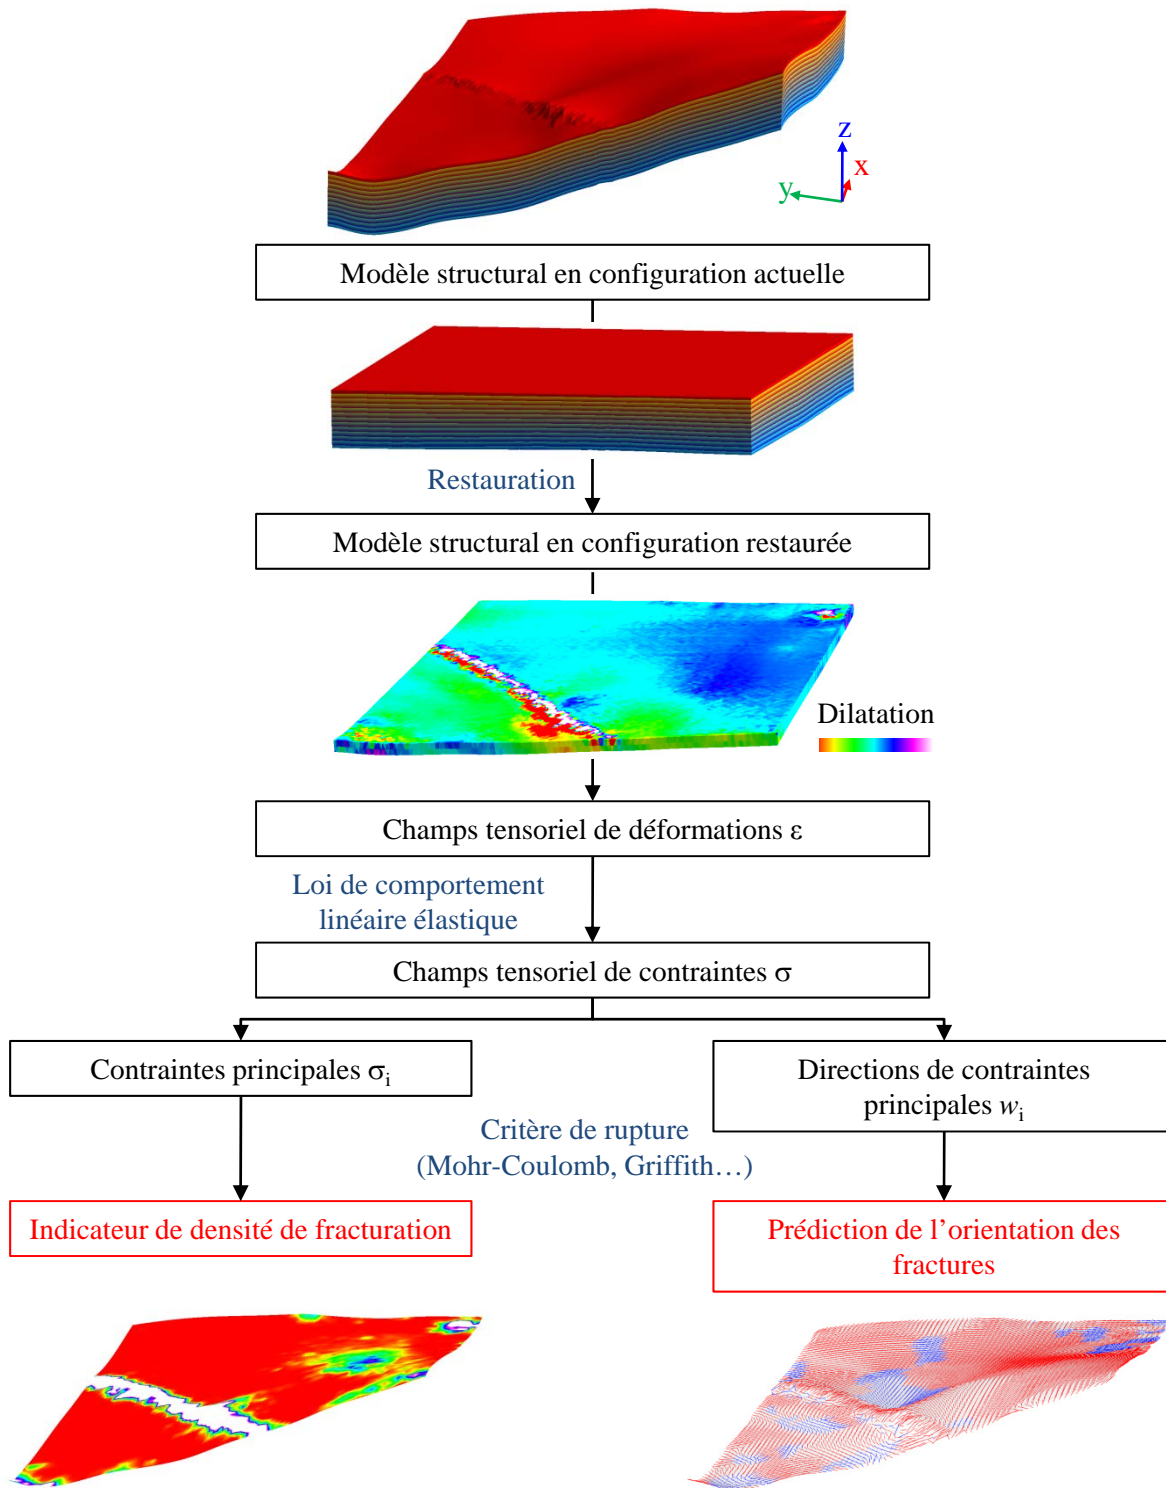 z
x
y
Modèle structural en configuration actuelle
Restauration
Modèle structural en configuration restaurée
Dilatation
Champs tensoriel de déformations ε
Loi de comportement
linéaire élastique
Champs tensoriel de contraintes σ
Contraintes principales σi
Directions de contraintes
principales wi
Critère de rupture
(Mohr-Coulomb, Griffith…)
Indicateur de densité de fracturation
Prédiction de l’orientation des
fractures